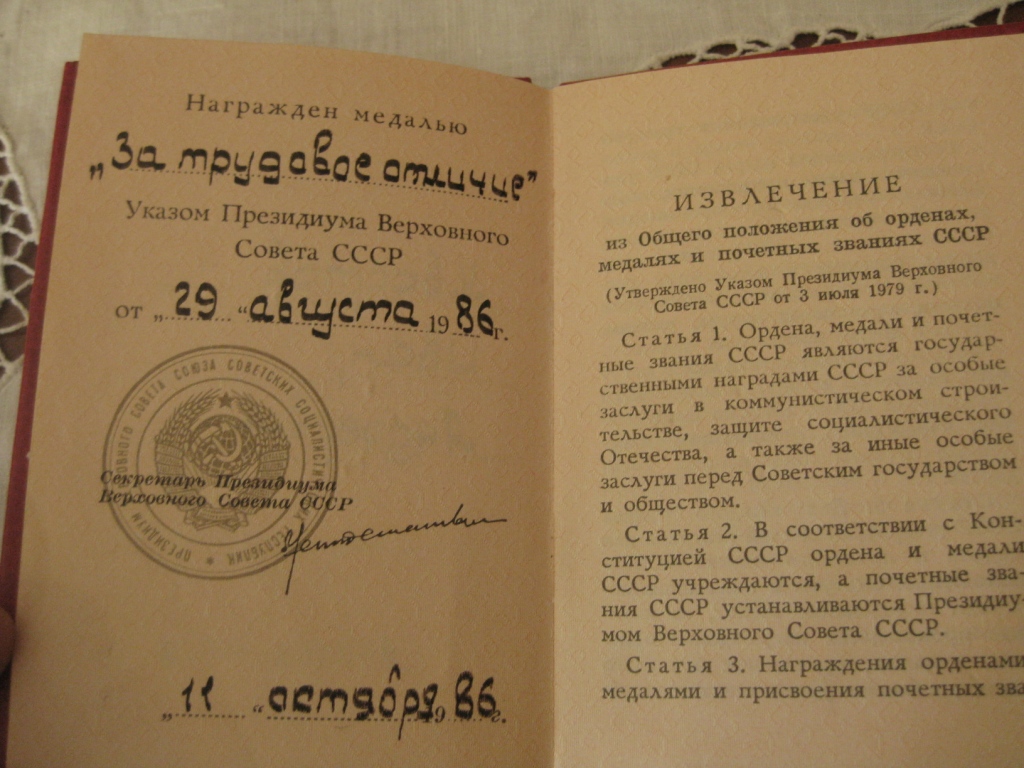 Награжден медалью
„За трудовое отличие"
Указом Президиума Верховного
Совета СССР
от „29" августа 1986г.
Секретарь Президиума
Верховного Совета СССР
„11" октября 1986г.
ИЗВЛЕЧЕНИЕ
из Общего положения об орденах,
медалях и почетных званиях СССР
(Утверждено Указом Президиума Верховного
Совета СССР от 3 июля 1979 г.)
Статья 1. Ордена, медали и почет-
ные звания СССР являются государ-
ственными наградами СССР за особые
заслуги в коммунистическом строи-
тельстве, защите социалистического
Отечества, а также за иные особые
заслуги перед Советским государством
и обществом.
Статья 2. В соответствии с Кон-
ституцией СССР ордена и медали
СССР учреждаются, а почетные зва-
ния СССР устанавливаются Президиу-
мом Верховного Совета СССР.
Статья 3. Награждения орденами
медалями и присвоения почетных зва